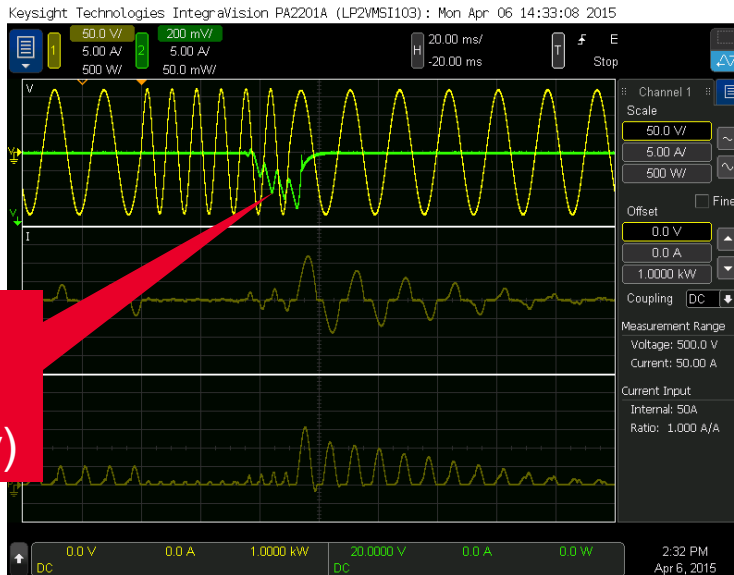 Keysight Technologies IntegraVision PA2201A (LP2VMSI103): Mon Apr 06 14:33:08 2015
1 50.0 V/ 5.00 A/ 500 W/ 2 200 mV/ 5.00 A/ 50.0 mW/ H 20.00 ms/ -20.00 ms T E Stop
V
I
Channel 1
Scale
50.0 V/
5.00 A/
500 W/
Fine
Offset
0.0 V
0.0 A
1.0000 kW
Coupling DC
Measurement Range
Voltage: 500.0 V
Current: 50.00 A
Current Input
Internal: 50A
Ratio: 1.000 A/A
)
0.0 V 0.0 A 1.0000 kW 20.0000 V 0.0 A 0.0 W 2:32 PM
DC DC Apr 6, 2015